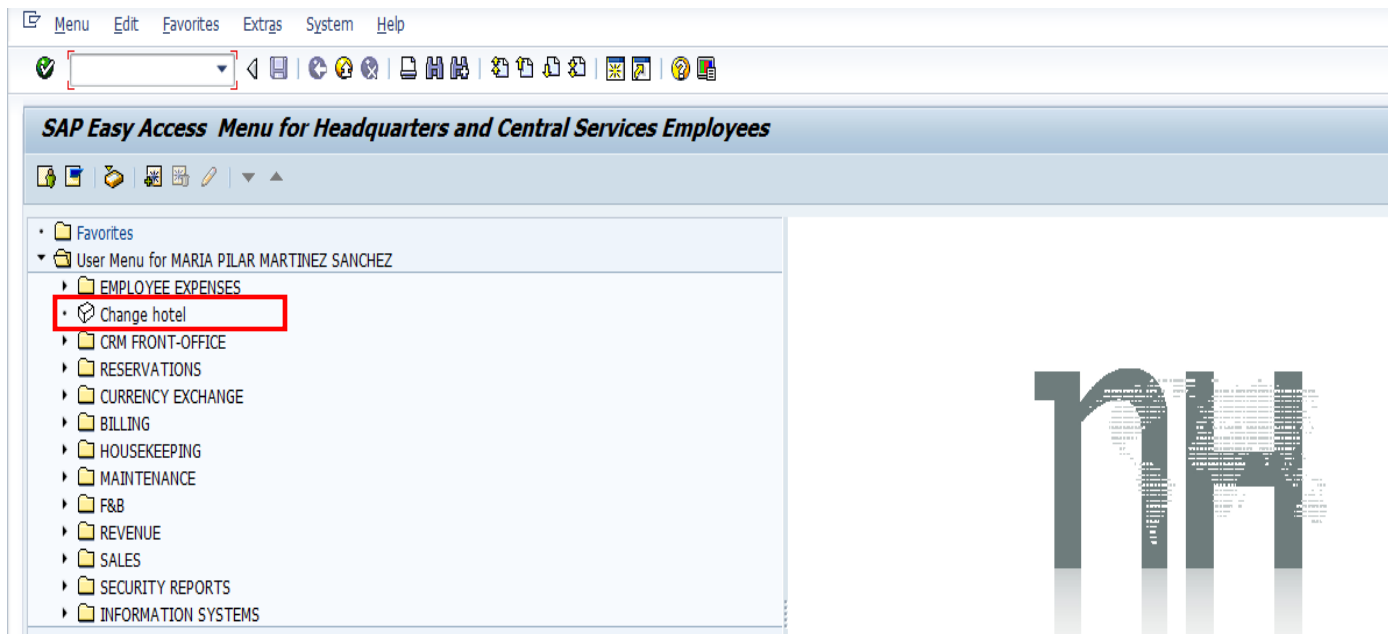 Menu Edit Favorites Extras System Help
SAP Easy Access Menu for Headquarters and Central Services Employees
Favorites
User Menu for MARIA PILAR MARTINEZ SANCHEZ
EMPLOYEE EXPENSES
Change hotel
CRM FRONT-OFFICE
RESERVATIONS
CURRENCY EXCHANGE
BILLING
HOUSEKEEPING
MAINTENANCE
F&B
REVENUE
SALES
SECURITY REPORTS
INFORMATION SYSTEMS
nH